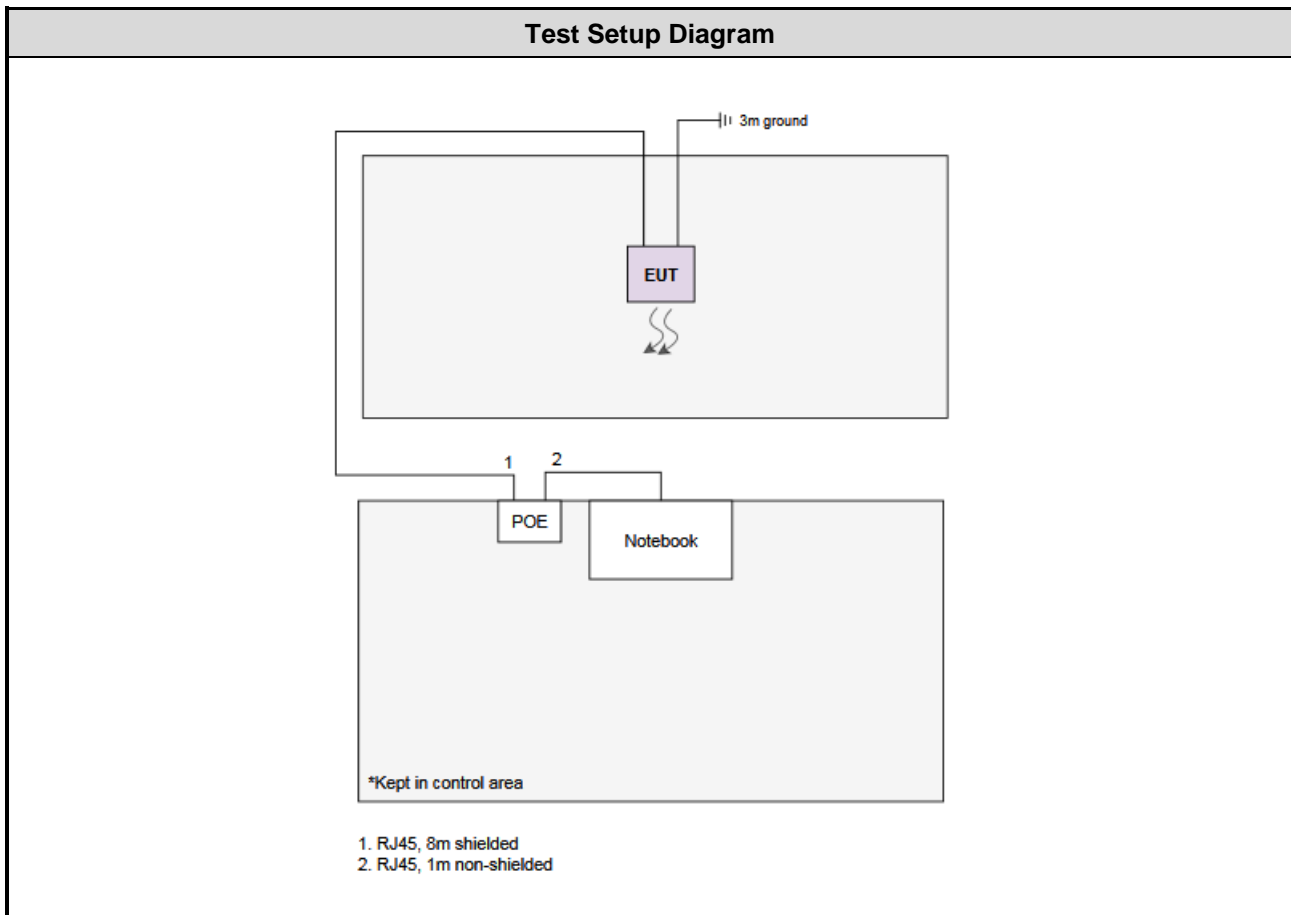 Test Setup Diagram
3m ground
EUT
1
2
POE
Notebook
*Kept in control area
1. RJ45, 8m shielded
2. RJ45, 1m non-shielded